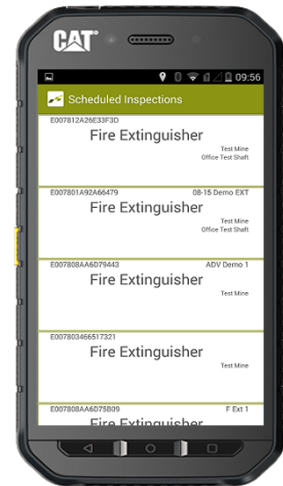 CAT
09:56
Scheduled Inspections
E007812A26E33F3D
Fire Extinguisher
Test Mine
Office Test Shaft
E007801A92A66479 08-15 Demo EXT
Fire Extinguisher
Test Mine
Office Test Shaft
E007808AA6D79443 ADV Demo 1
Fire Extinguisher
Test Mine
E007803466517321
Fire Extinguisher
Test Mine
E007808AA6D75B09 F Ext 1
Fire Extinguisher